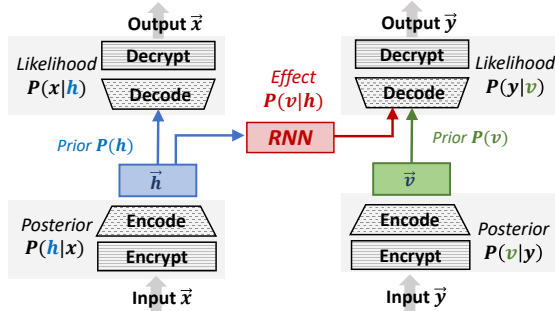 Output x⃗
Output y⃗
Decrypt
Decrypt
Likelihood
P(x|h)
Decode
Effect
P(v|h)
Decode
Likelihood
P(y|v)
Prior P(h)
RNN
Prior P(v)
h⃗
v⃗
Posterior
P(h|x)
Encode
Encode
Posterior
P(v|y)
Encrypt
Encrypt
Input x⃗
Input y⃗